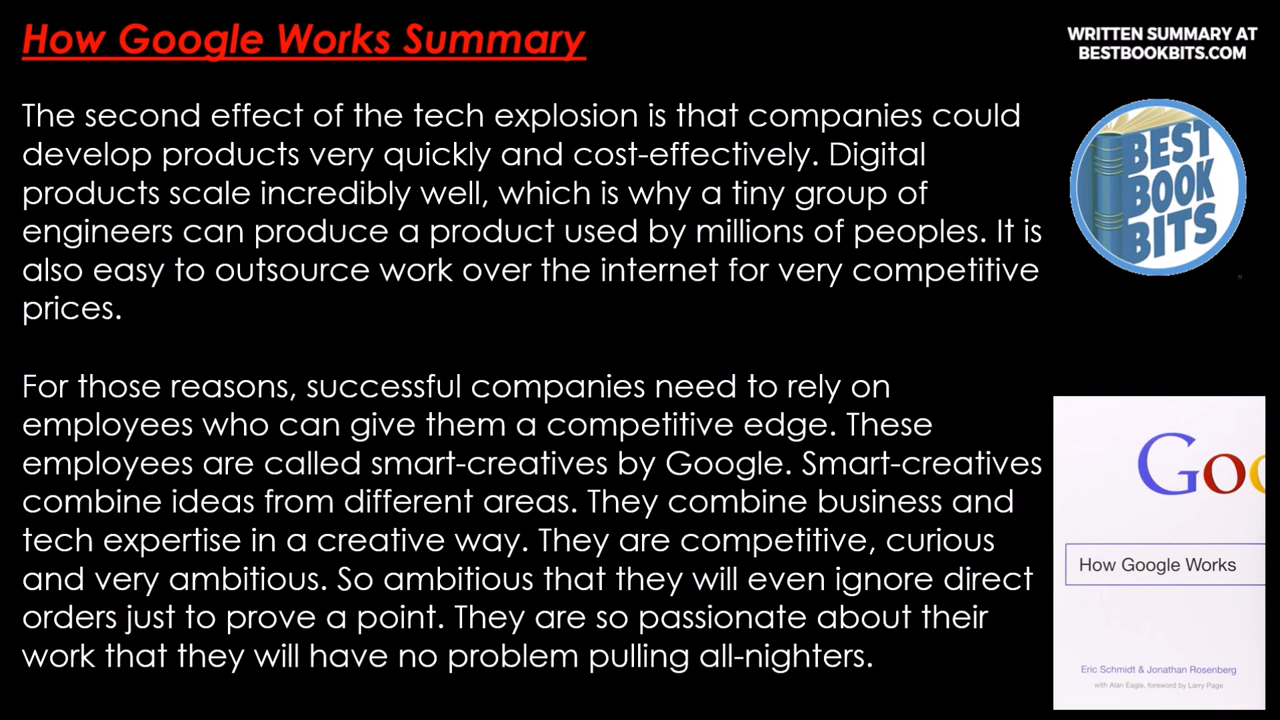 How Google Works Summary
WRITTEN SUMMARY AT
BESTBOOKBITS.COM
The second effect of the tech explosion is that companies could
develop products very quickly and cost-effectively. Digital
products scale incredibly well, which is why a tiny group of
engineers can produce a product used by millions of peoples. It is
also easy to outsource work over the internet for very competitive
prices.
For those reasons, successful companies need to rely on
employees who can give them a competitive edge. These
employees are called smart-creatives by Google. Smart-creatives
combine ideas from different areas. They combine business and
tech expertise in a creative way. They are competitive, curious
and very ambitious. So ambitious that they will even ignore direct
orders just to prove a point. They are so passionate about their
work that they will have no problem pulling all-nighters.
BEST
BOOK
BITS
Goo
How Google Works
Eric Schmidt & Jonathan Rosenberg
with Alan Eagle, foreword by Larry Page